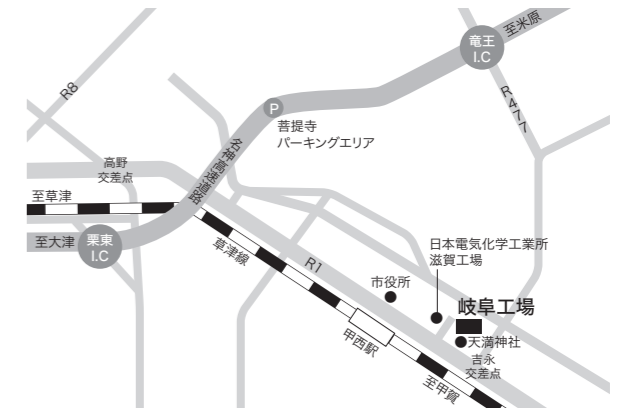 至米原
竜王
I.C
R8
R477
P
菩提寺
パーキングエリア
名神高速道路
高野
交差点
至草津
至大津
栗東
I.C
草津線
R1
日本電気化学工業所
滋賀工場
市役所
岐阜工場
天満神社
甲西駅
吉永
交差点
至甲賀